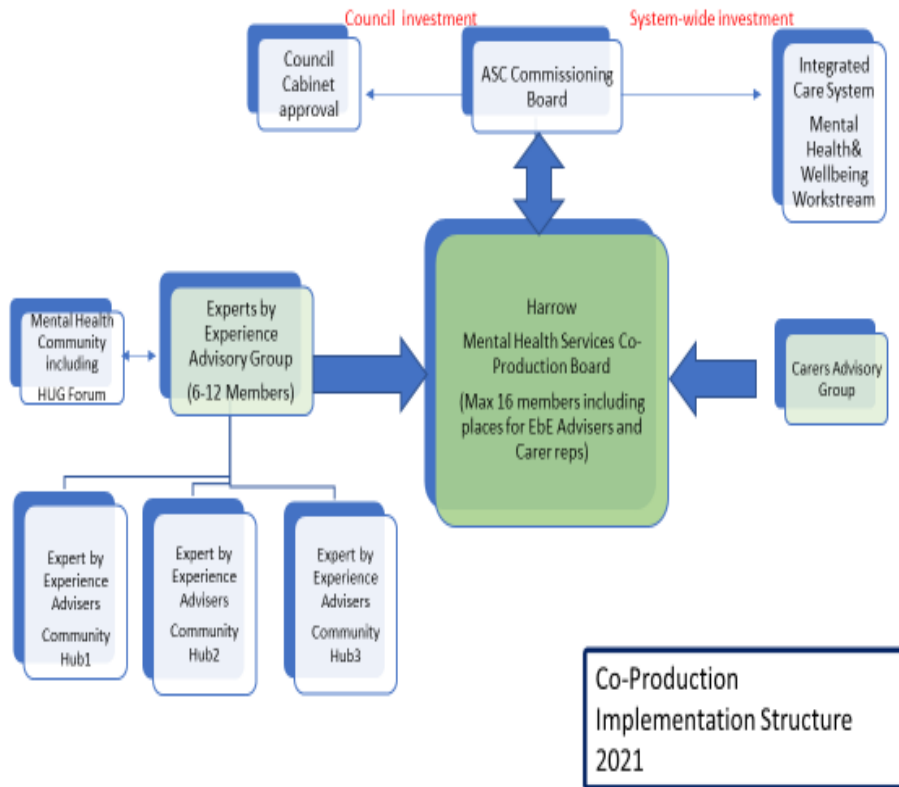 Council investment
System-wide investment
Council
Cabinet
approval
ASC Commissioning
Board
Integrated
Care System
Mental
Health&
Wellbeing
Workstream
Mental Health
Community
including
HUG Forum
Experts by
Experience
Advisory Group
(6-12 Members)
Harrow
Mental Health Services Co-
Production Board
(Max 16 members including
places for EbE Advisers and
Carer reps)
Carers Advisory
Group
Expert by
Experience
Advisers
Community
Hub1
Expert by
Experience
Advisers
Community
Hub2
Expert by
Experience
Advisers
Community
Hub3
Co-Production
Implementation Structure
2021